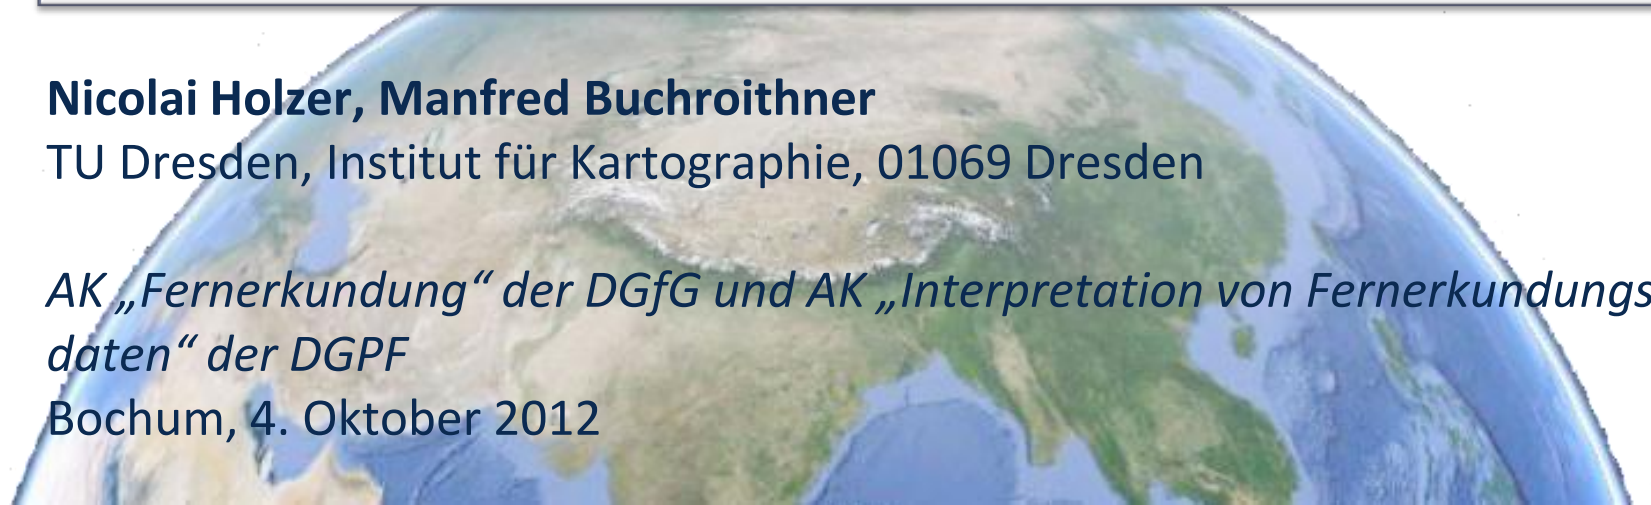 Nicolai Holzer, Manfred Buchroithner
TU Dresden, Institut für Kartographie, 01069 Dresden
AK „Fernerkundung“ der DGfG und AK „Interpretation von Fernerkundungs
daten“ der DGPF
Bochum, 4. Oktober 2012